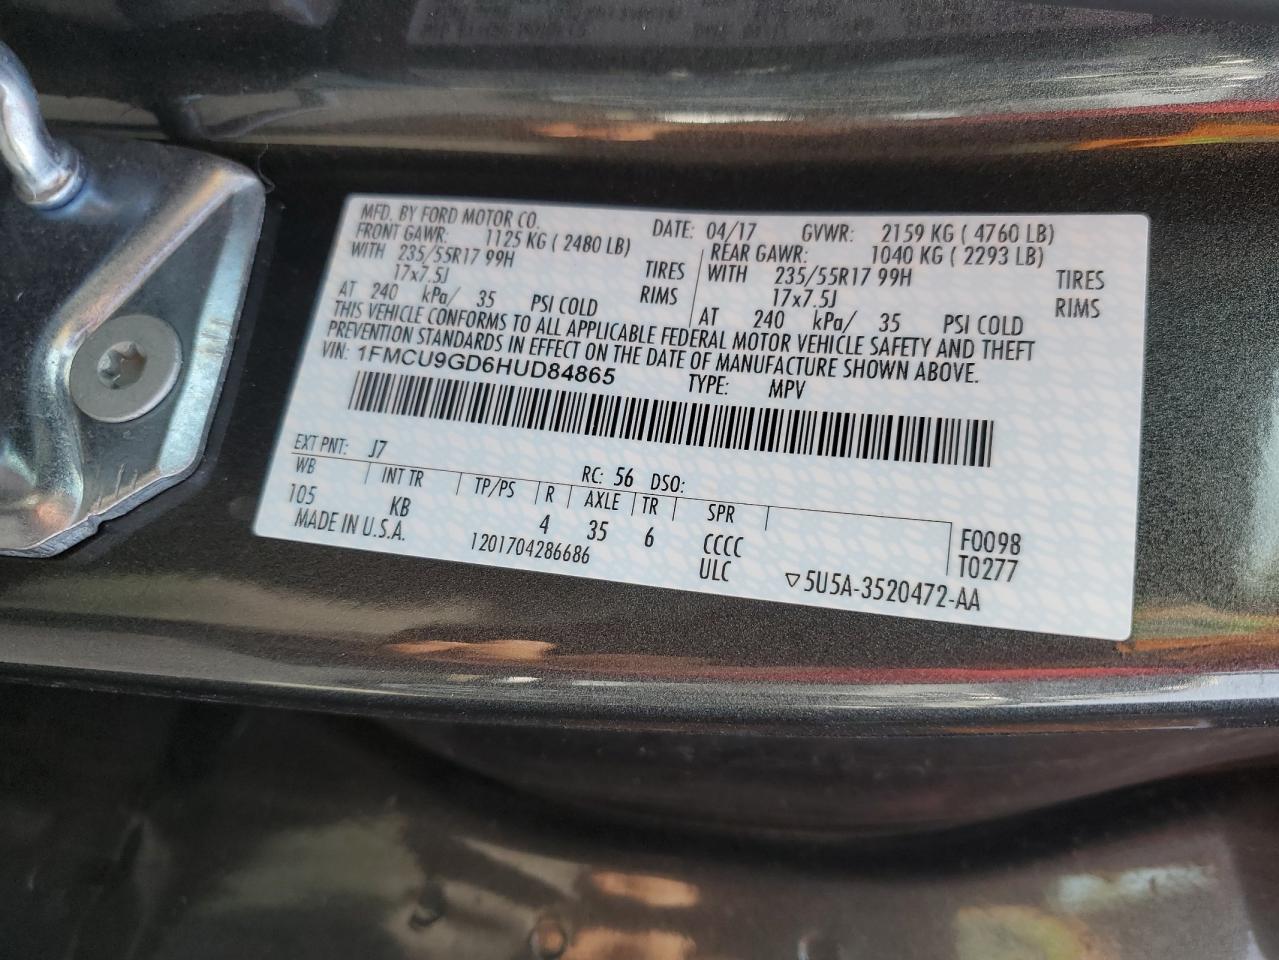 MFD. BY FORD MOTOR CO. DATE: 04/17 GVWR: 2159 KG ( 4760 LB)
FRONT GAWR: 1125 KG ( 2480 LB) REAR GAWR: 1040 KG ( 2293 LB)
WITH 235/55R17 99H TIRES WITH 235/55R17 99H TIRES
17x7.5J RIMS 17x7.5J RIMS
AT 240 kPa/ 35 PSI COLD AT 240 kPa/ 35 PSI COLD
THIS VEHICLE CONFORMS TO ALL APPLICABLE FEDERAL MOTOR VEHICLE SAFETY AND THEFT
PREVENTION STANDARDS IN EFFECT ON THE DATE OF MANUFACTURE SHOWN ABOVE.
VIN: 1FMCU9GD6HUD84865 TYPE: MPV
EXT PNT: J7 RC: 56 DSO:
WB INT TR TP/PS R AXLE TR SPR
105 KB 4 35 6 CCCC F0098
MADE IN U.S.A. 1201704286686 ULC T0277
▽5U5A-3520472-AA